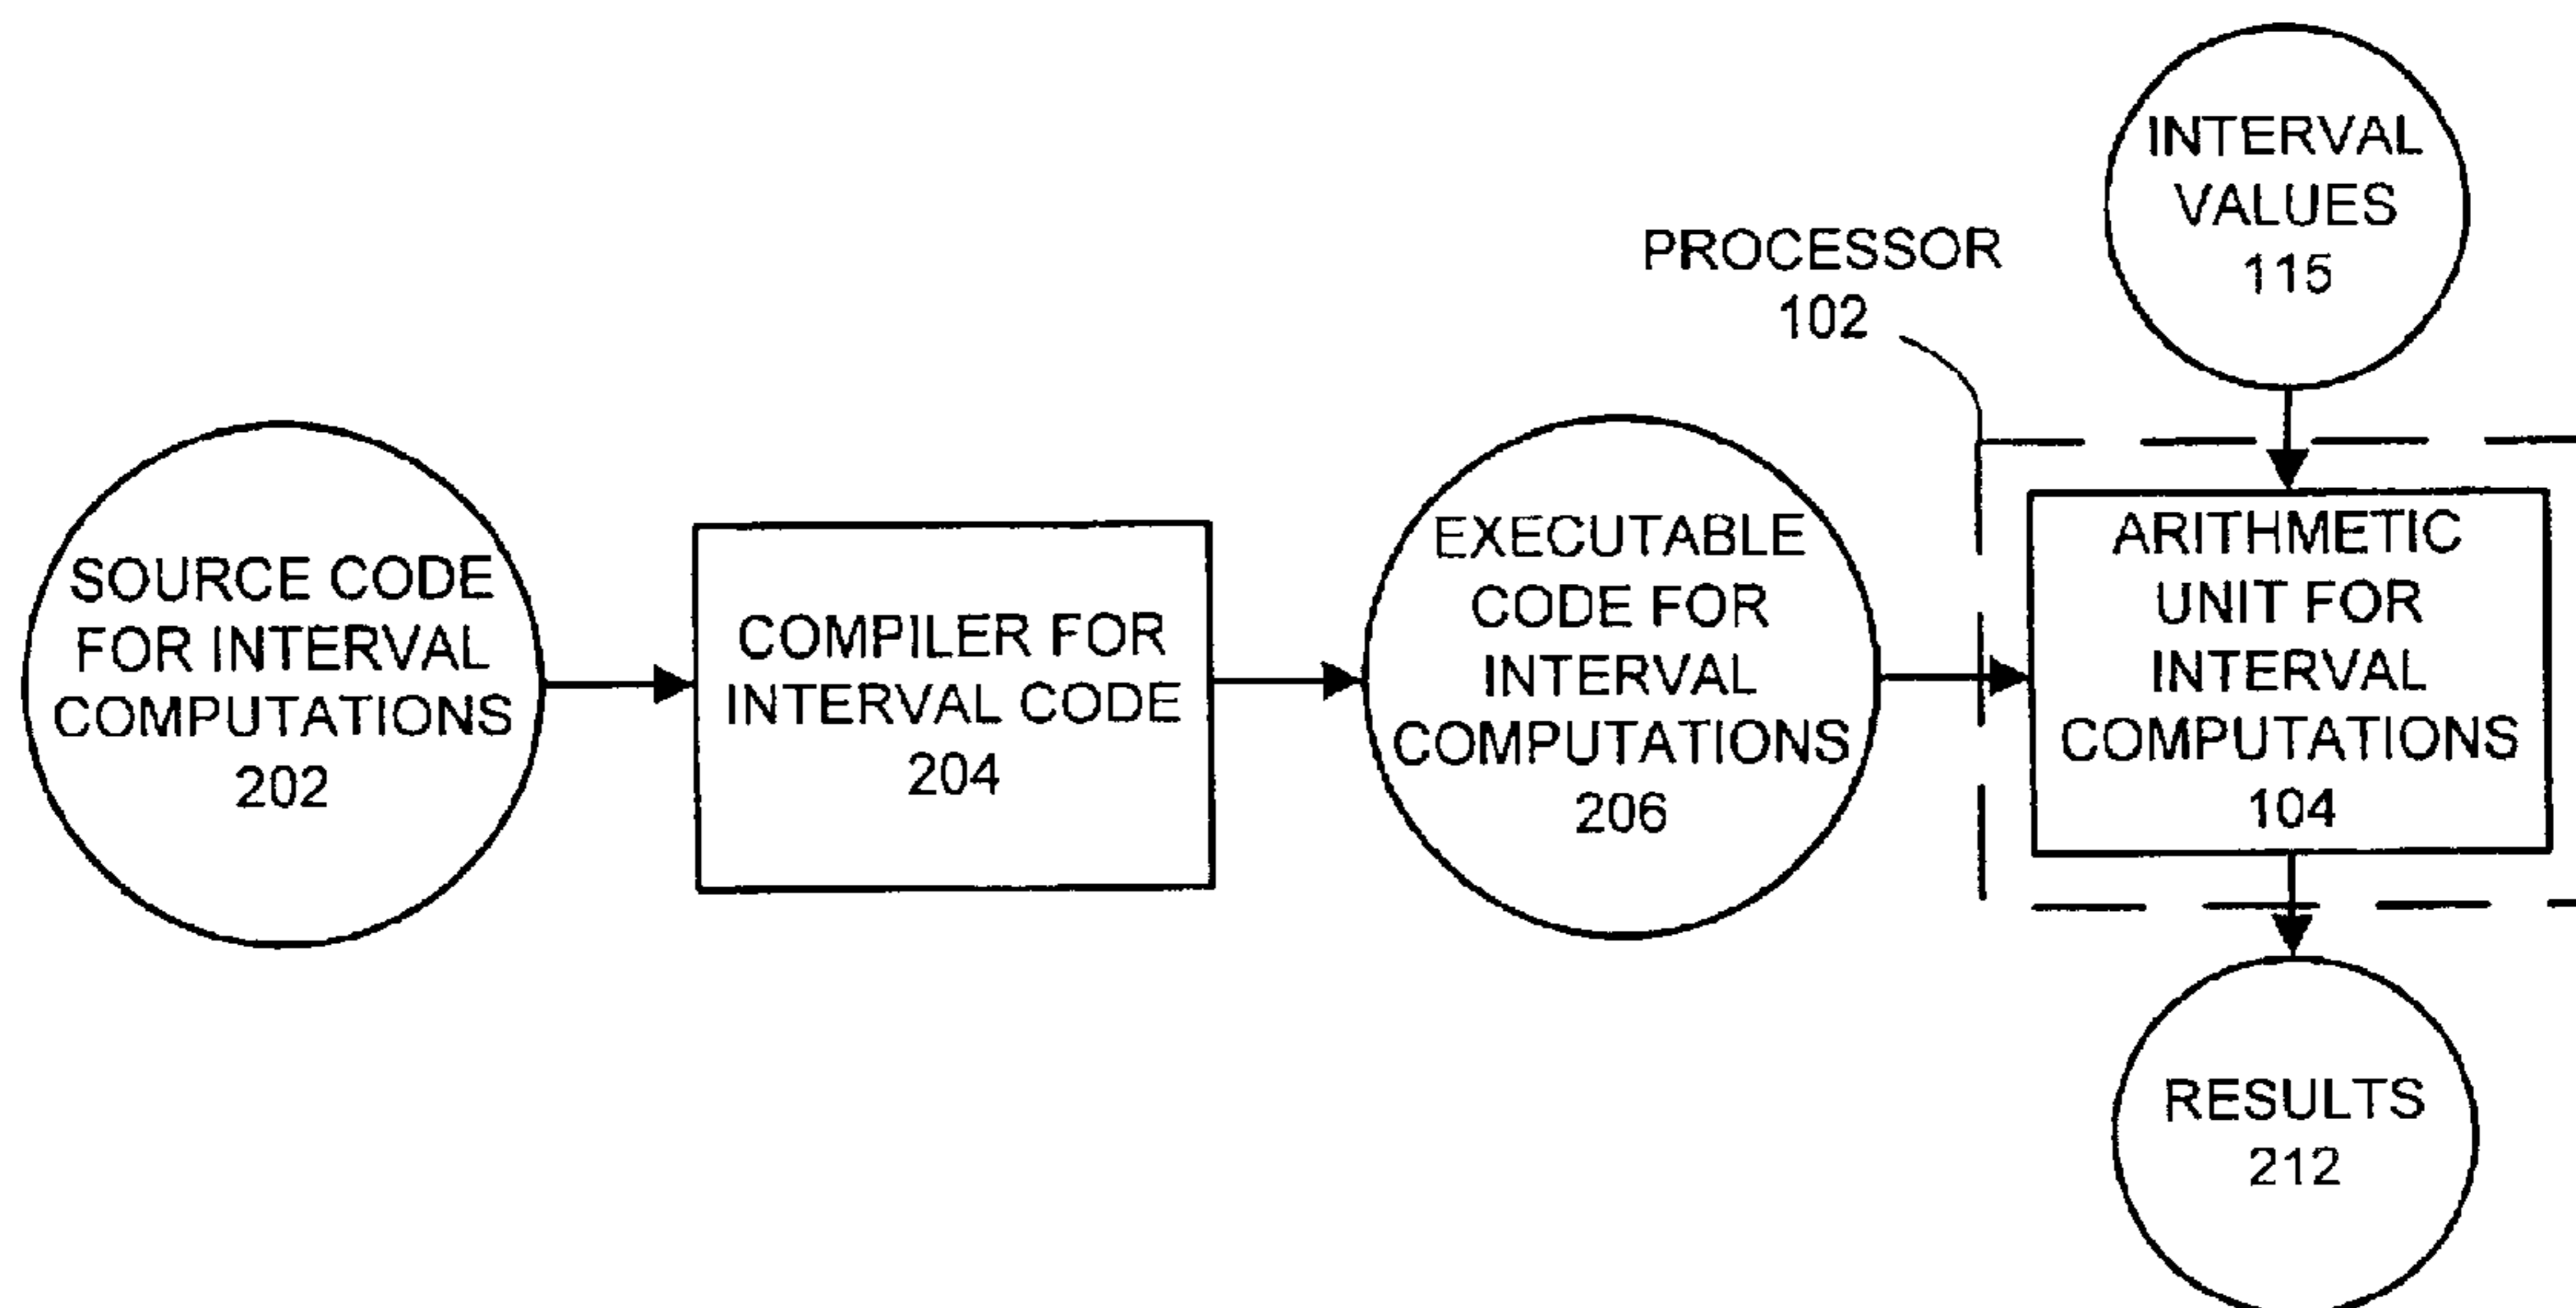 INTERVAL
VALUES
115
PROCESSOR
102
SOURCE CODE
FOR INTERVAL
COMPUTATIONS
202
COMPILER FOR
INTERVAL CODE
204
EXECUTABLE
CODE FOR
INTERVAL
COMPUTATIONS
206
ARITHMETIC
UNIT FOR
INTERVAL
COMPUTATIONS
104
RESULTS
212